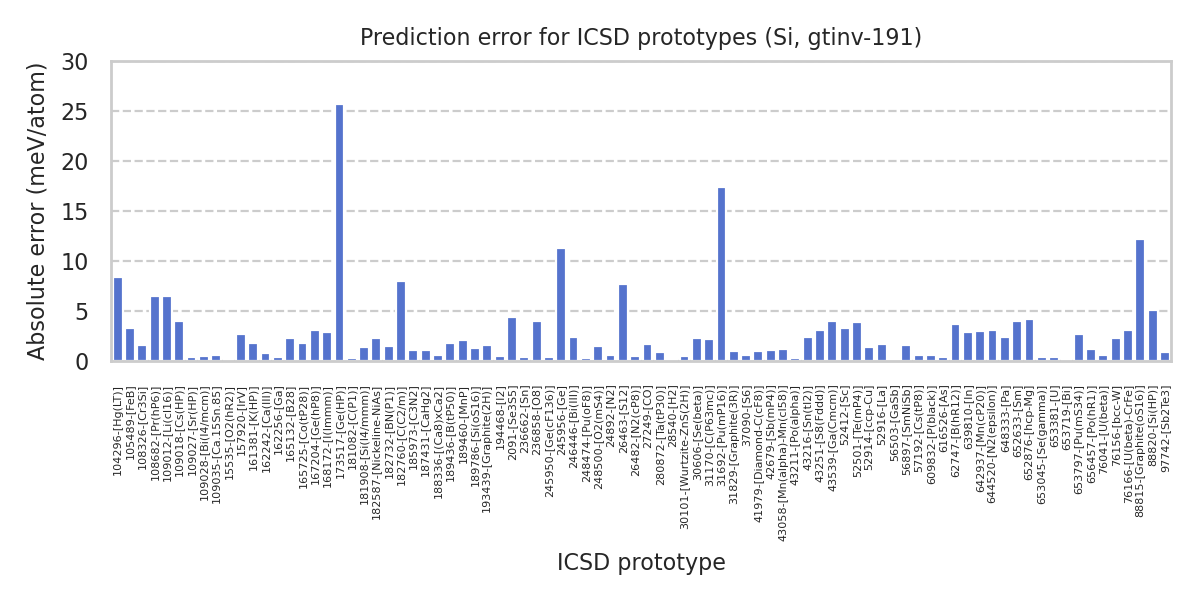 Prediction error for ICSD prototypes (Si, gtinv-191)
Absolute error (meV/atom)
30
25
20
15
10
5
0
104296-[Hg(LT)]
105489-[FeB]
108326-[Cr3Si]
108682-[Pr(hP6)]
109012-[Li(cI16)]
109018-[Cs(HP)]
109027-[Sr(HP)]
109028-[Bi(I4/mcm)]
109035-[Ca.15Sn.85]
15535-[O2(hR2)]
157920-[IrV]
161381-[K(HP)]
162242-[Ca(III)]
162256-[Ga]
165132-[B28]
165725-[Co(tP28)]
167204-[Ge(hP8)]
168172-[I(Immm)]
173517-[Ge(HP)]
181082-[C(P1)]
181908-[Si(I4/mmm)]
182587-[Nickeline-NiAs]
182732-[BN(P1)]
182760-[C(C2/m)]
185973-[C3N2]
187431-[CaHg2]
188336-[(Ca8)xCa2]
189436-[B(tP50)]
189460-[MnP]
189786-[Si(oS16)]
193439-[Graphite(2H)]
194468-[I2]
2091-[Se3S5]
236662-[Sn]
236858-[O8]
245950-[Ge(cF136)]
245956-[Ge]
246446-[Bi(III)]
248474-[Pu(oF8)]
248500-[O2(mS4)]
24892-[N2]
26463-[S12]
26482-[N2(cP8)]
27249-[CO]
280872-[Ta(tP30)]
28540-[H2]
30101-[Wurtzite-ZnS(2H)]
30606-[Se(beta)]
31170-[C(P63mc)]
31692-[Pu(mP16)]
31829-[Graphite(3R)]
37090-[S6]
41979-[Diamond-C(cF8)]
42679-[Sb(mP4)]
43058-[Mn(alpha)-Mn(cI58)]
43211-[Po(alpha)]
43216-[Sn(tI2)]
43251-[S8(Fddd)]
43539-[Ga(Cmcm)]
52412-[Sc]
52501-[Te(mP4)]
52914-[ccp-Cu]
52916-[La]
56503-[GaSb]
56897-[SmNiSb]
57192-[Cs(tP8)]
609832-[P(black)]
616526-[As]
62747-[B(hR12)]
639810-[In]
642937-[Mn(cP20)]
644520-[N2(epsilon)]
648333-[Pa]
652633-[Sm]
652876-[hcp-Mg]
653045-[Se(gamma)]
653381-[U]
653719-[Bi]
653797-[Pu(mS34)]
656457-[Po(hR1)]
76041-[U(beta)]
76156-[bcc-W]
76166-[U(beta)-CrFe]
88815-[Graphite(oS16)]
88820-[Si(HP)]
97742-[Sb2Te3]
ICSD prototype